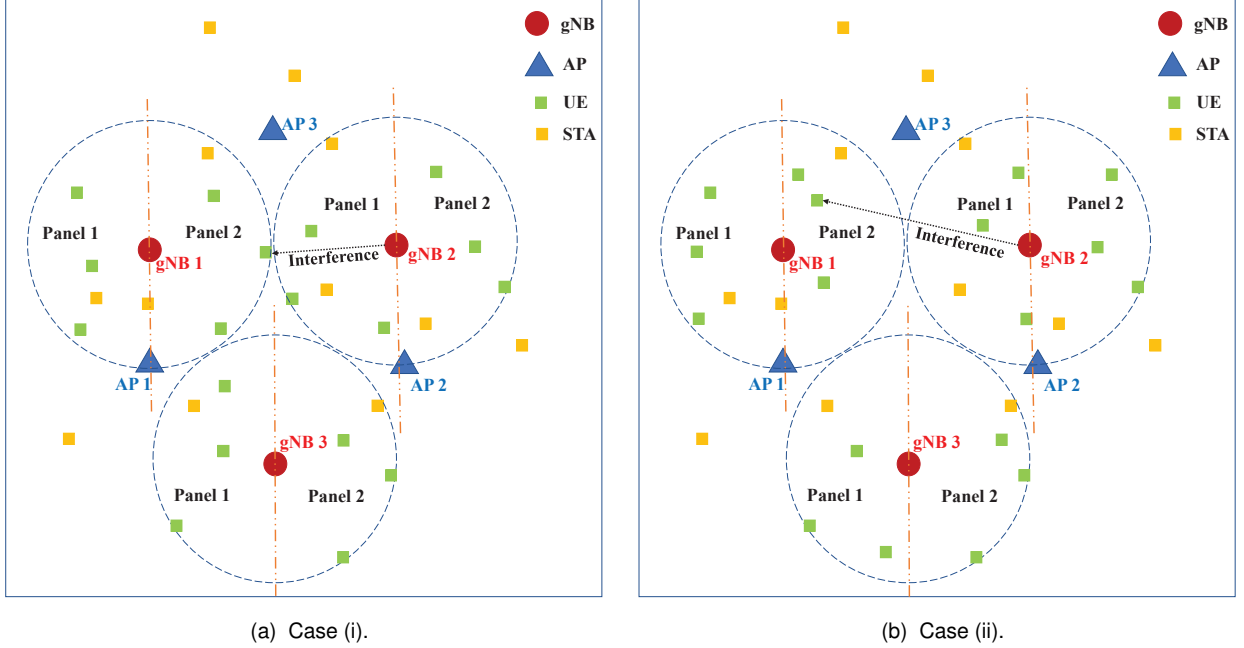 gNB
AP
UE
STA
AP 3
Panel 1
Panel 2
Panel 1
Panel 2
Interference
gNB 1
gNB 2
AP 1
AP 2
gNB 3
Panel 1
Panel 2
(a) Case (i).
gNB
AP
UE
STA
AP 3
Panel 1
Panel 2
Panel 1
Panel 2
Interference
gNB 1
gNB 2
AP 1
AP 2
gNB 3
Panel 1
Panel 2
(b) Case (ii).